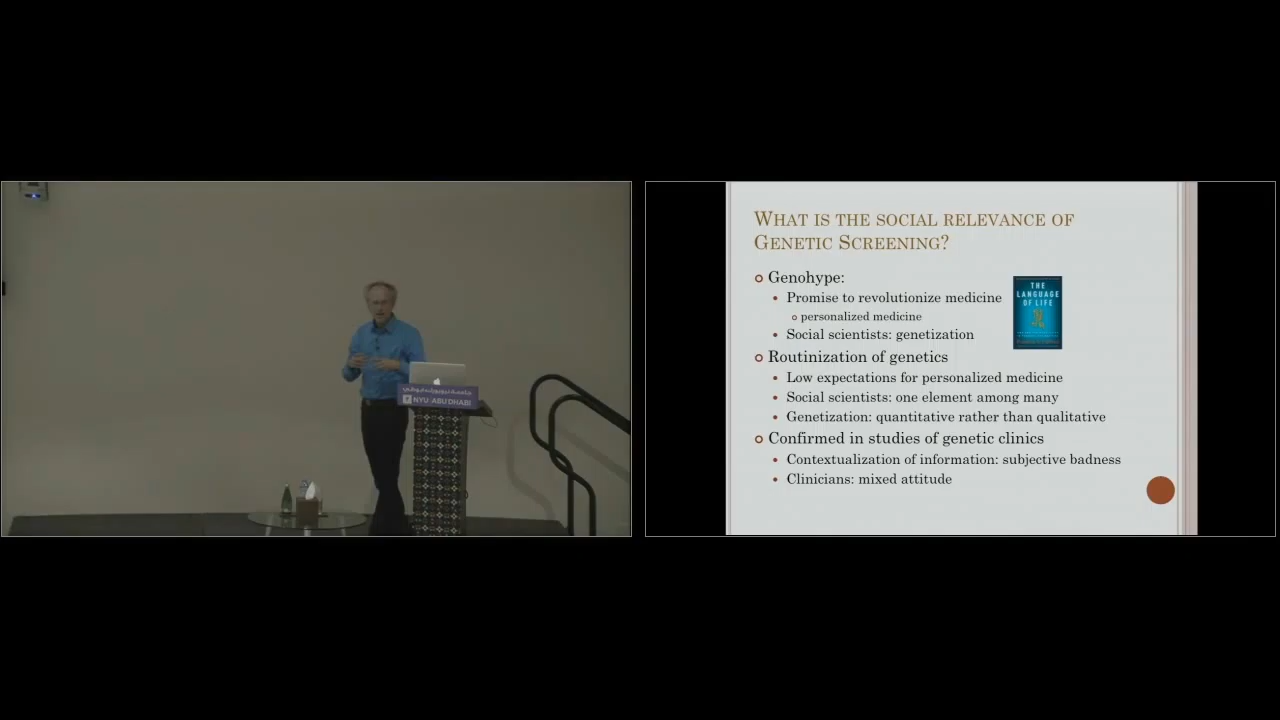 جامعة نيويورك أبوظبي
NYU ABU DHABI
WHAT IS THE SOCIAL RELEVANCE OF
GENETIC SCREENING?
Genohype:
Promise to revolutionize medicine
personalized medicine
Social scientists: genetization
THE
LANGUAGE
OF LIFE
Routinization of genetics
Low expectations for personalized medicine
Social scientists: one element among many
Genetization: quantitative rather than qualitative
Confirmed in studies of genetic clinics
Contextualization of information: subjective badness
Clinicians: mixed attitude